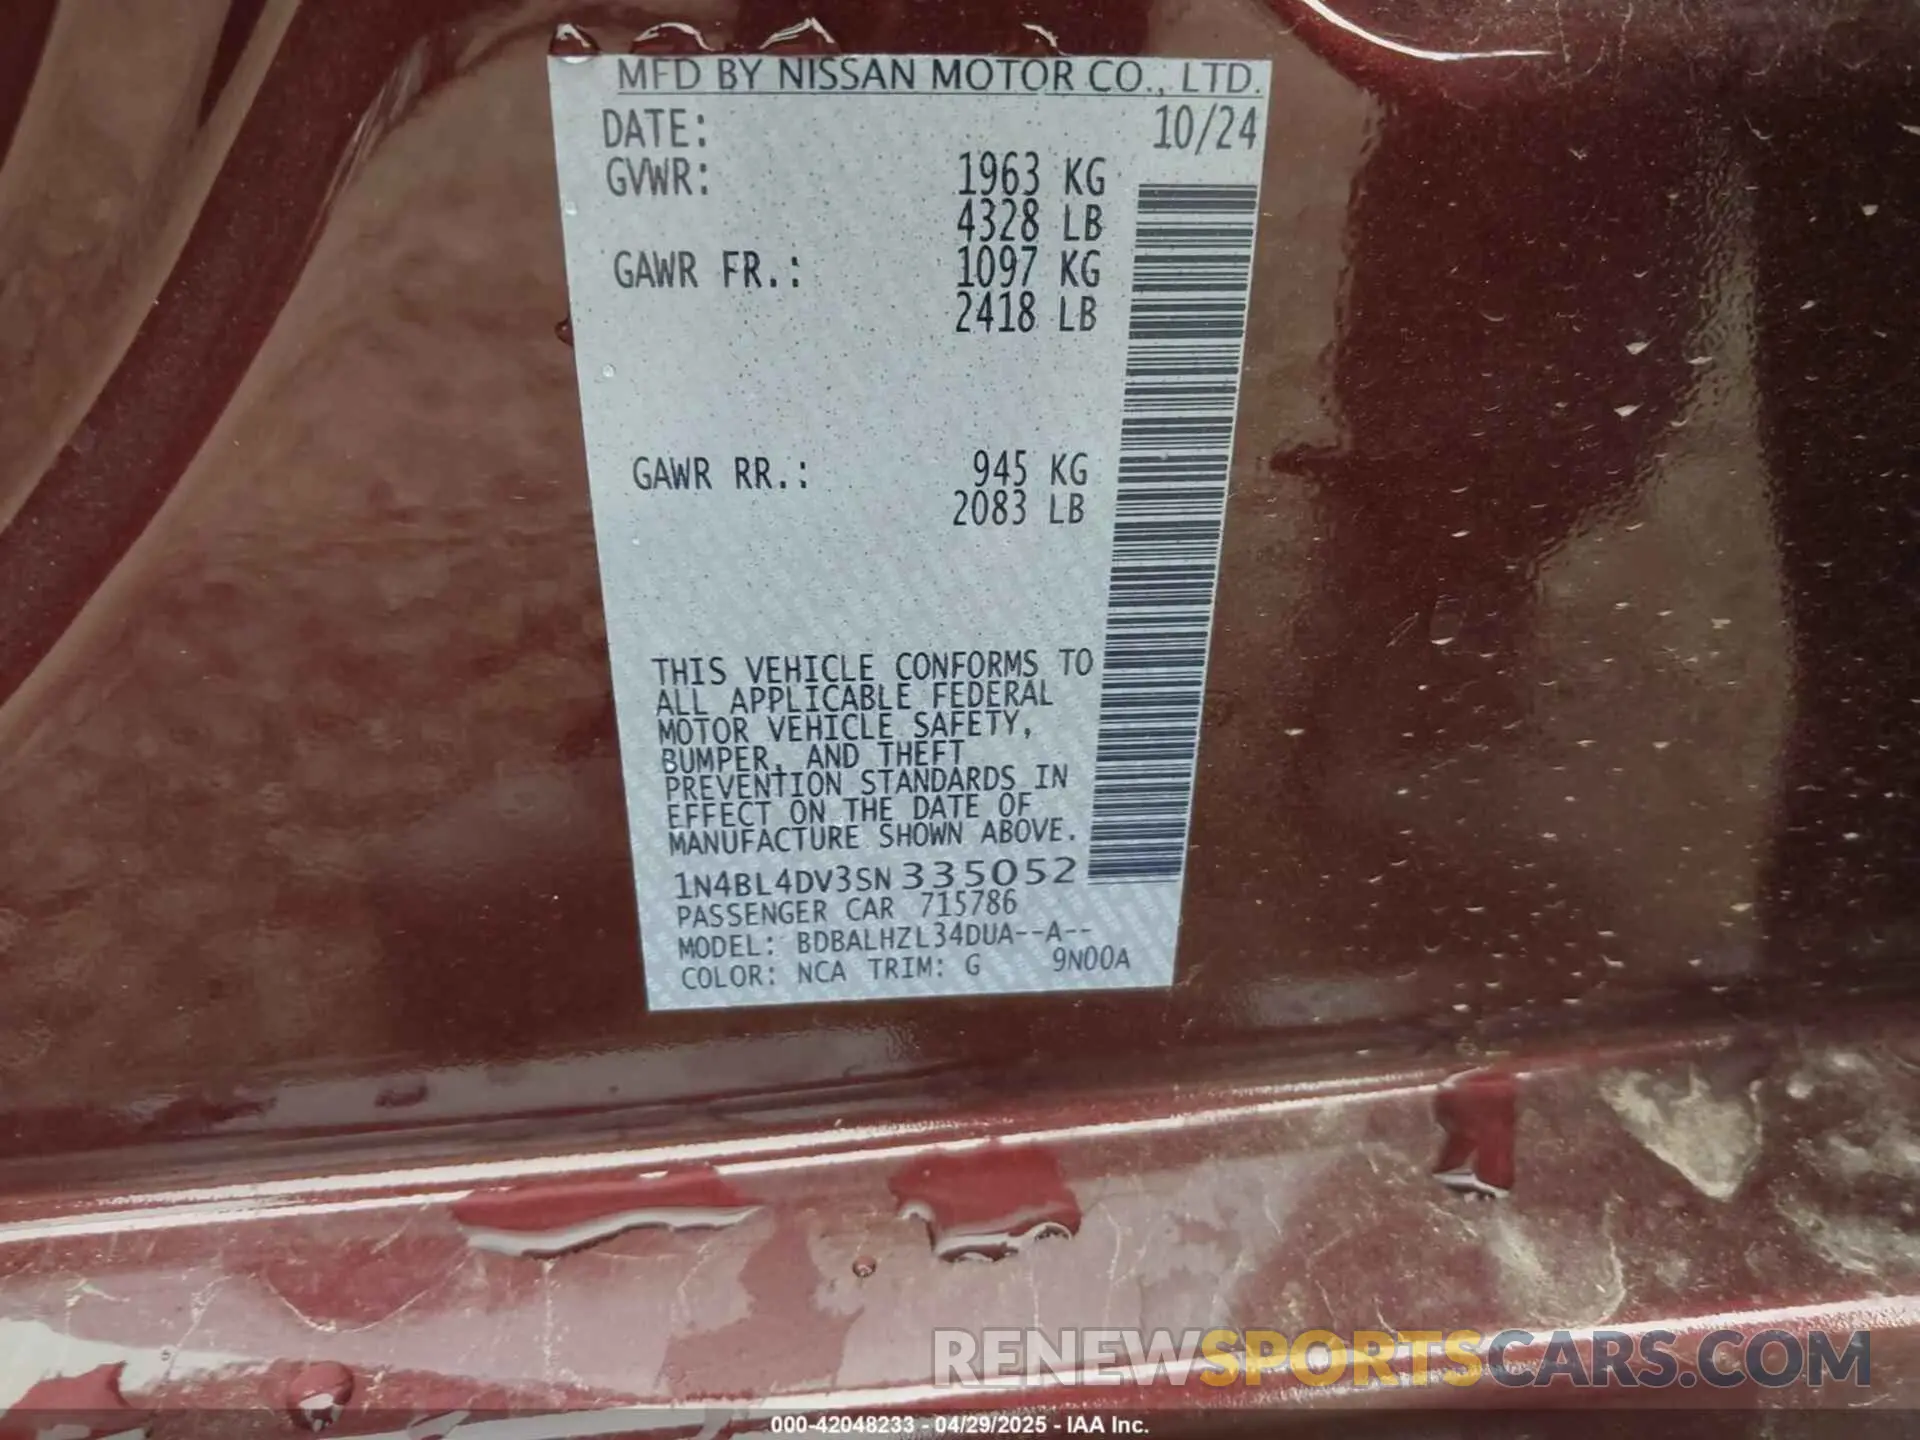 MFD BY NISSAN MOTOR CO., LTD.
DATE: 10/24
GVWR: 1963 KG
4328 LB
GAWR FR.: 1097 KG
2418 LB
GAWR RR.: 945 KG
2083 LB
THIS VEHICLE CONFORMS TO
ALL APPLICABLE FEDERAL
MOTOR VEHICLE SAFETY,
BUMPER, AND THEFT
PREVENTION STANDARDS IN
EFFECT ON THE DATE OF
MANUFACTURE SHOWN ABOVE.
1N4BL4DV3SN335052
PASSENGER CAR 715786
MODEL: BDBALHZL34DUA--A--
COLOR: NCA TRIM: G 9N00A
RENEWSPORTSCARS.COM
000-42048233 - 04/29/2025 - IAA Inc.